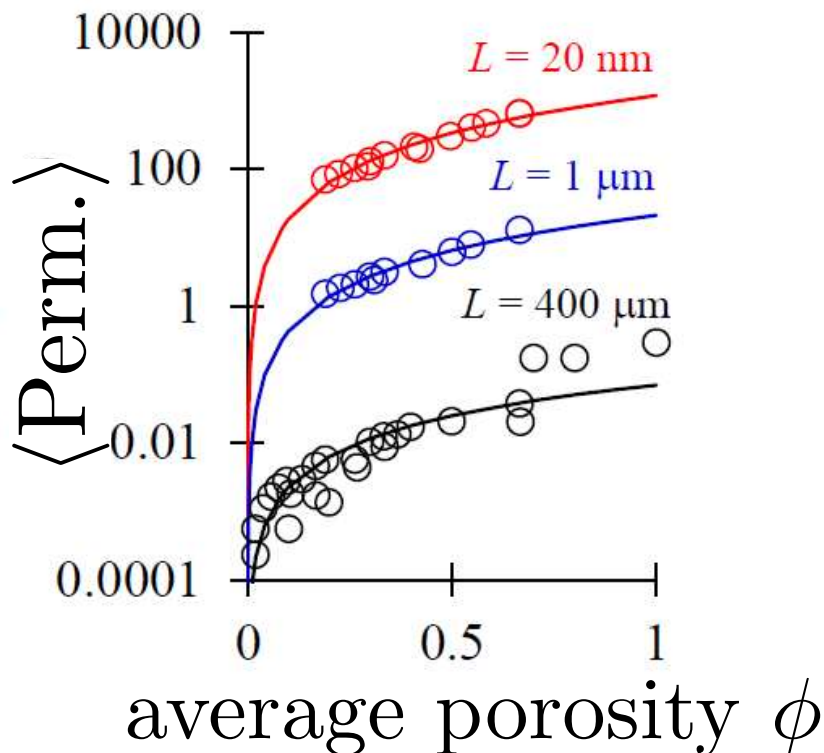 10000
L = 20 nm
100
L = 1 μm
1
L = 400 μm
0.01
0.0001
0 0.5 1
⟨Perm.⟩
average porosity ϕ